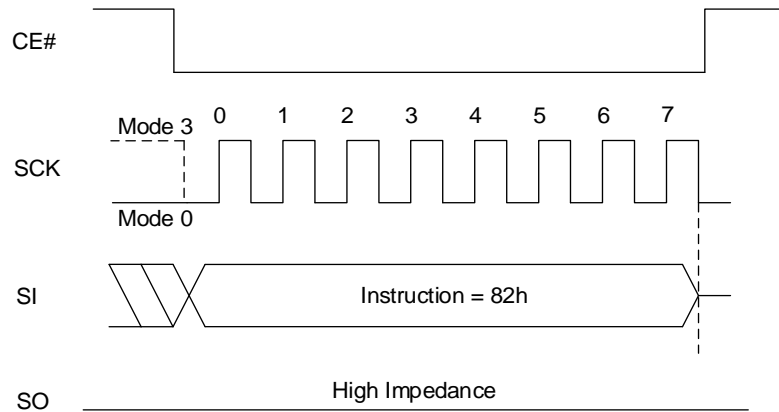 CE#
0 1 2 3 4 5 6 7
Mode 3
SCK
Mode 0
SI
Instruction = 82h
High Impedance
SO